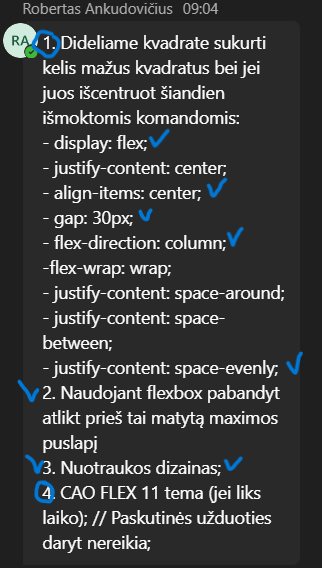 Robertas Ankudovičius 09:04
RA
1. Dideliame kvadrate sukurti
kelis mažus kvadratus bei jei
juos išcentruot šiandien
išmoktomis komandomis:
- display: flex;
- justify-content: center;
- align-items: center;
- gap: 30px;
- flex-direction: column;
-flex-wrap: wrap;
- justify-content: space-around;
- justify-content: space-
between;
- justify-content: space-evenly;
2. Naudojant flexbox pabandyt
atlikt prieš tai matytą maximos
puslapį
3. Nuotraukos dizainas;
4. CAO FLEX 11 tema (jei liks
laiko); // Paskutinės užduoties
daryt nereikia;